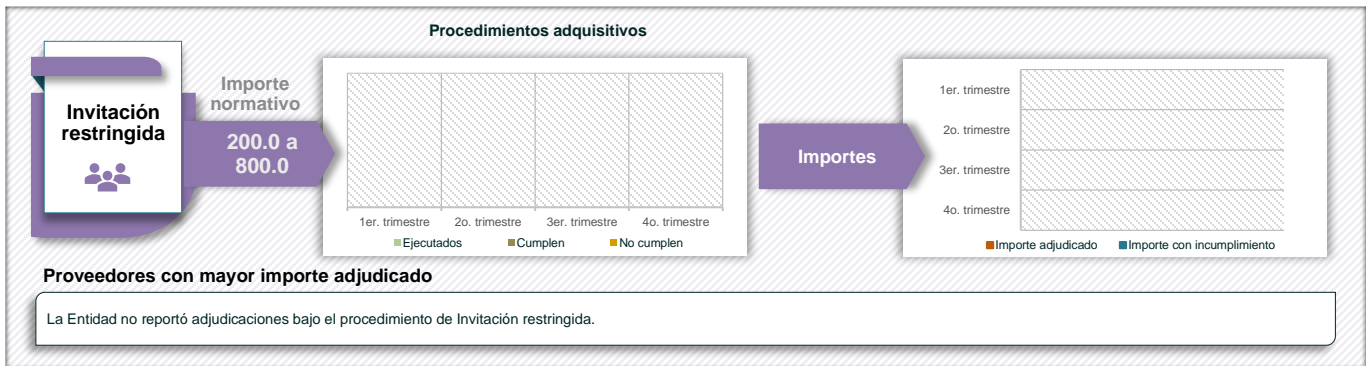 Procedimientos adquisitivos
Invitación
restringida
Importe
normativo
200.0 a
800.0
1er. trimestre
2o. trimestre
3er. trimestre
4o. trimestre
Ejecutados
Cumplen
No cumplen
Importes
1er. trimestre
2o. trimestre
3er. trimestre
4o. trimestre
Importe adjudicado
Importe con incumplimiento
Proveedores con mayor importe adjudicado
La Entidad no reportó adjudicaciones bajo el procedimiento de Invitación restringida.